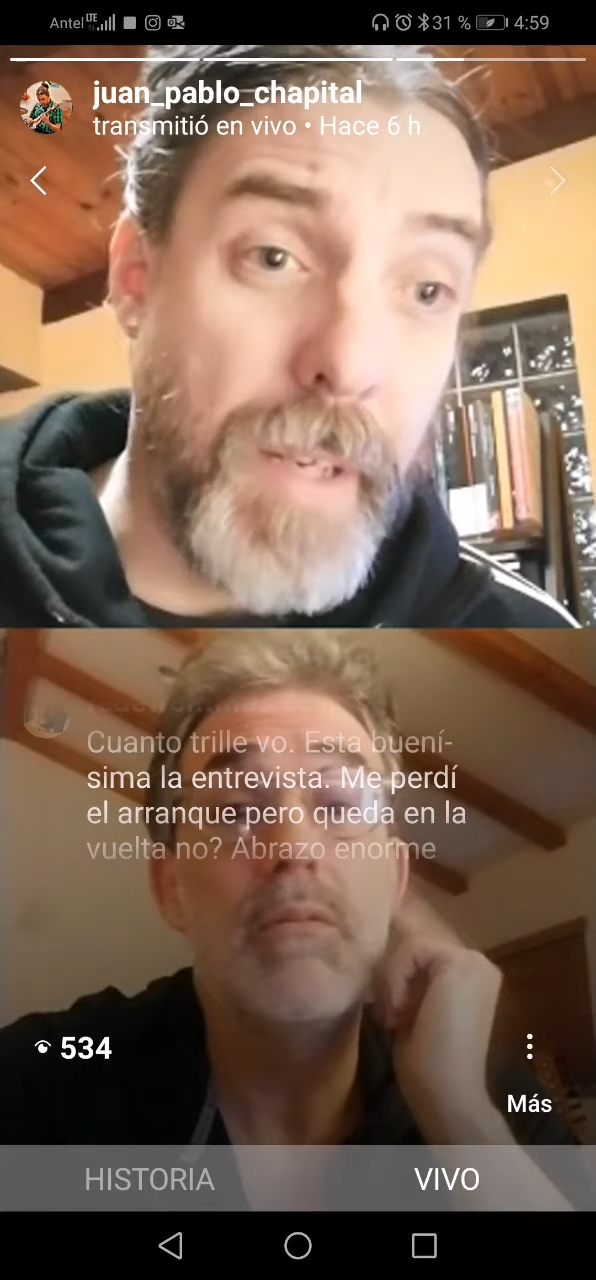 Antel LTE 31 % 4:59
juan_pablo_chapital
transmitió en vivo • Hace 6 h
Cuanto trille vo. Esta buení-
sima la entrevista. Me perdí
el arranque pero queda en la
vuelta no? Abrazo enorme
534
Más
HISTORIA VIVO